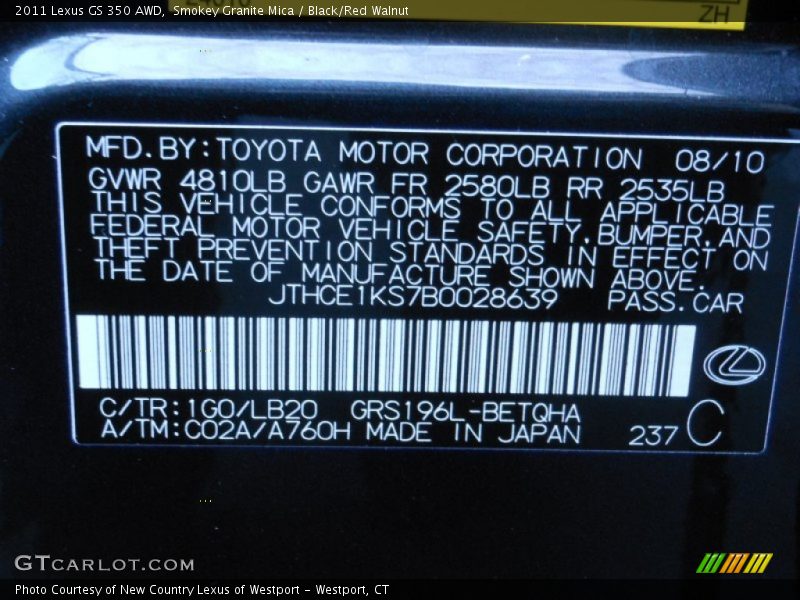 2011 Lexus GS 350 AWD, Smokey Granite Mica / Black/Red Walnut
ZH
MFD.BY:TOYOTA MOTOR CORPORATION 08/10
GVWR 4810LB GAWR FR 2580LB RR 2535LB
THIS VEHICLE CONFORMS TO ALL APPLICABLE
FEDERAL MOTOR VEHICLE SAFETY,BUMPER,AND
THEFT PREVENTION STANDARDS IN EFFECT ON
THE DATE OF MANUFACTURE SHOWN ABOVE.
JTHCE1KS7B0028639 PASS.CAR
C/TR:1G0/LB20 GRS196L-BETQHA
A/TM:C02A/A760H MADE IN JAPAN 237 C
GTCARLOT.COM
Photo Courtesy of New Country Lexus of Westport - Westport, CT